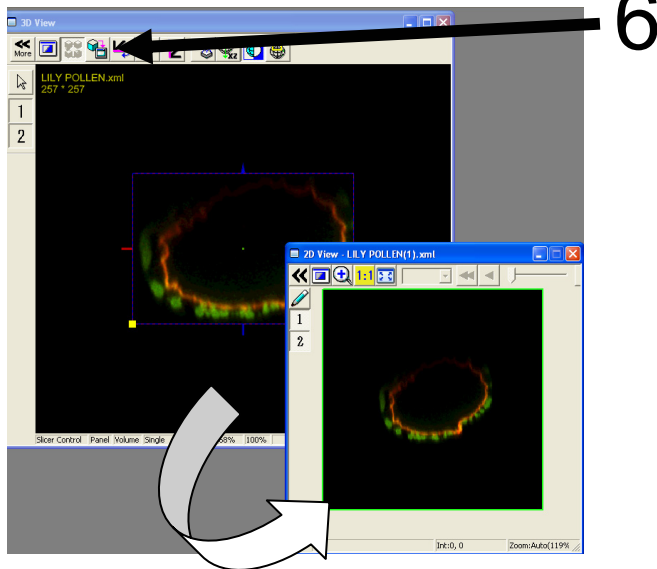 6
3D View
More
XZ
LILY POLLEN.xml
257 * 257
1
2
2D View - LILY POLLEN(1).xml
1:1
1
2
Slicer Control Panel Volume Single 100%
Int:0, 0 Zoom:Auto(119%